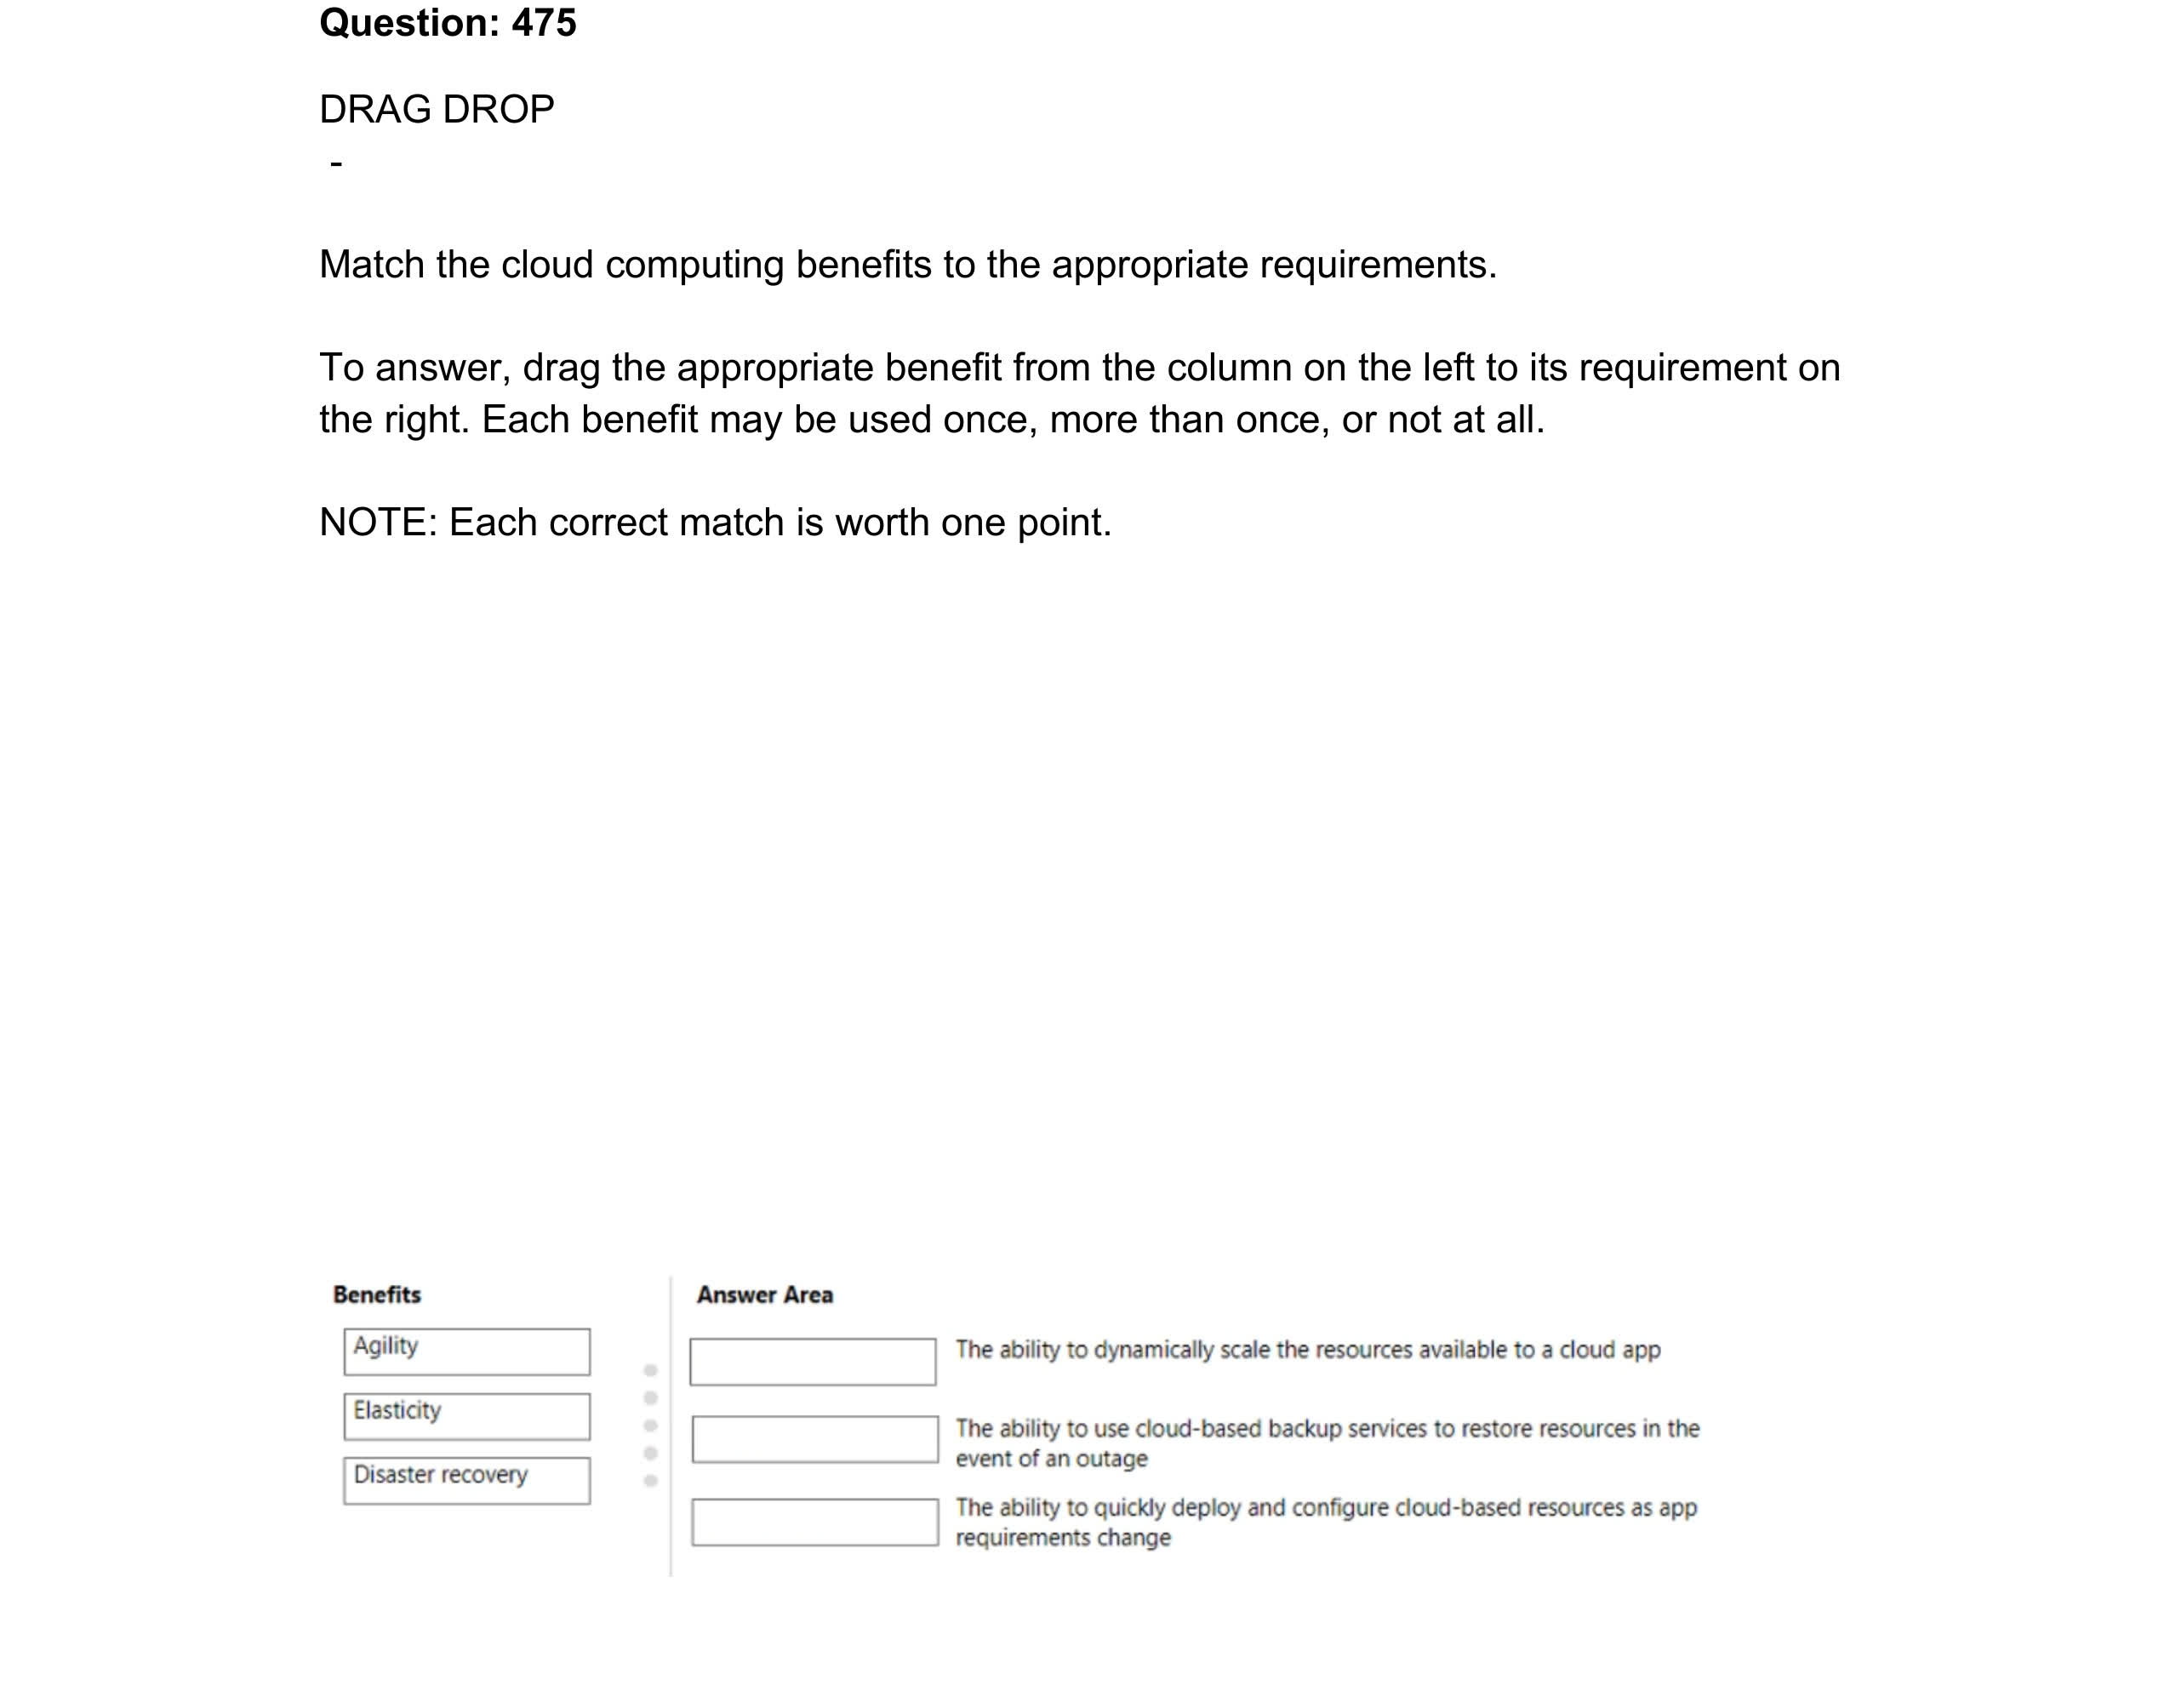 Question: 475
DRAG DROP
-
Match the cloud computing benefits to the appropriate requirements.
To answer, drag the appropriate benefit from the column on the left to its requirement on
the right. Each benefit may be used once, more than once, or not at all.
NOTE: Each correct match is worth one point.
Benefits
Agility
Elasticity
Disaster recovery
Answer Area
The ability to dynamically scale the resources available to a cloud app
The ability to use cloud-based backup services to restore resources in the
event of an outage
The ability to quickly deploy and configure cloud-based resources as app
requirements change